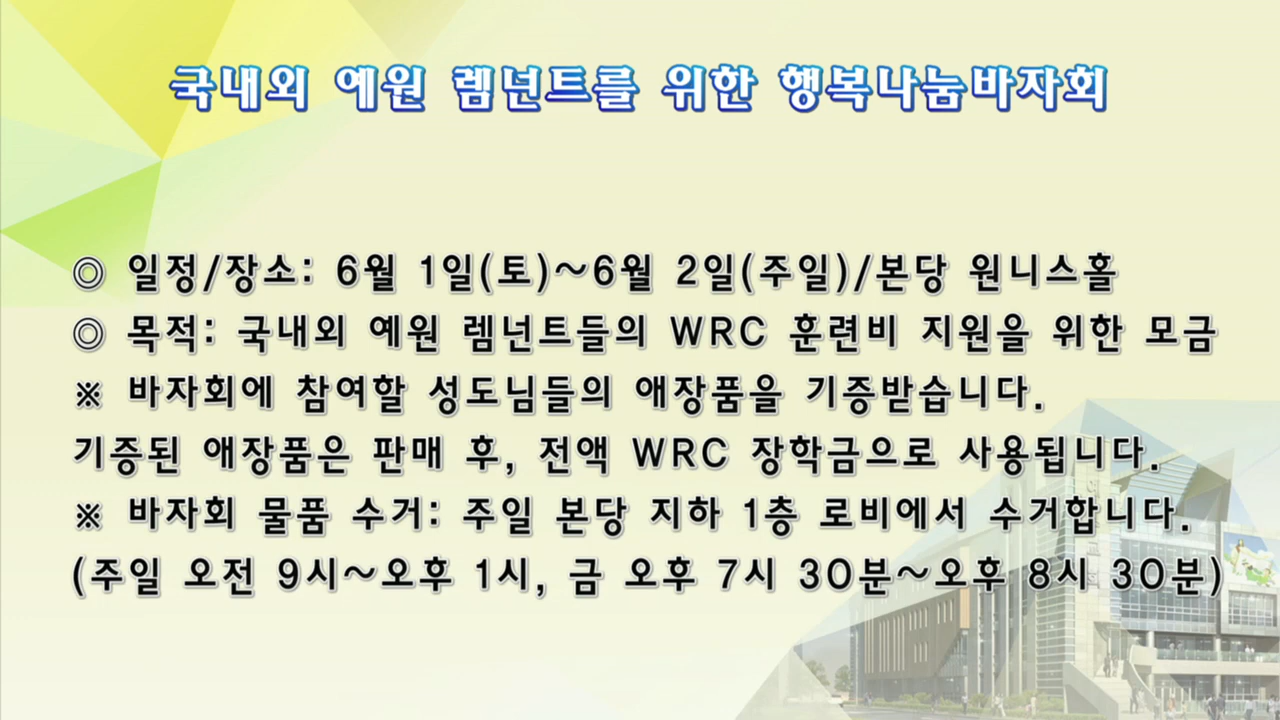 국내외 예원 렘넌트를 위한 행복나눔바자회
◎ 일정/장소: 6월 1일(토)~6월 2일(주일)/본당 원니스홀
◎ 목적: 국내외 예원 렘넌트들의 WRC 훈련비 지원을 위한 모금
※ 바자회에 참여할 성도님들의 애장품을 기증받습니다.
기증된 애장품은 판매 후, 전액 WRC 장학금으로 사용됩니다.
※ 바자회 물품 수거: 주일 본당 지하 1층 로비에서 수거합니다.
(주일 오전 9시~오후 1시, 금 오후 7시 30분~오후 8시 30분)